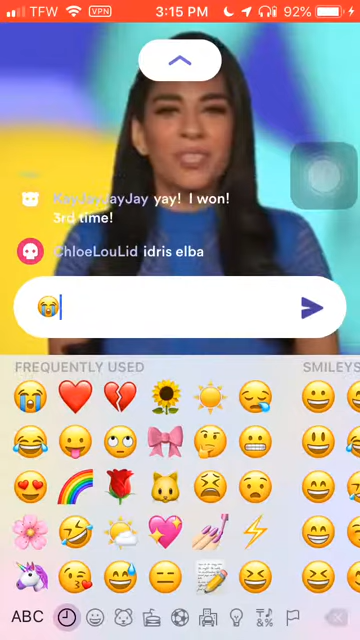 TFW VPN 3:15 PM 92%
KayJayJayJay yay! I won!
3rd time!
ChloeLouLid idris elba
FREQUENTLY USED SMILEYS
ABC